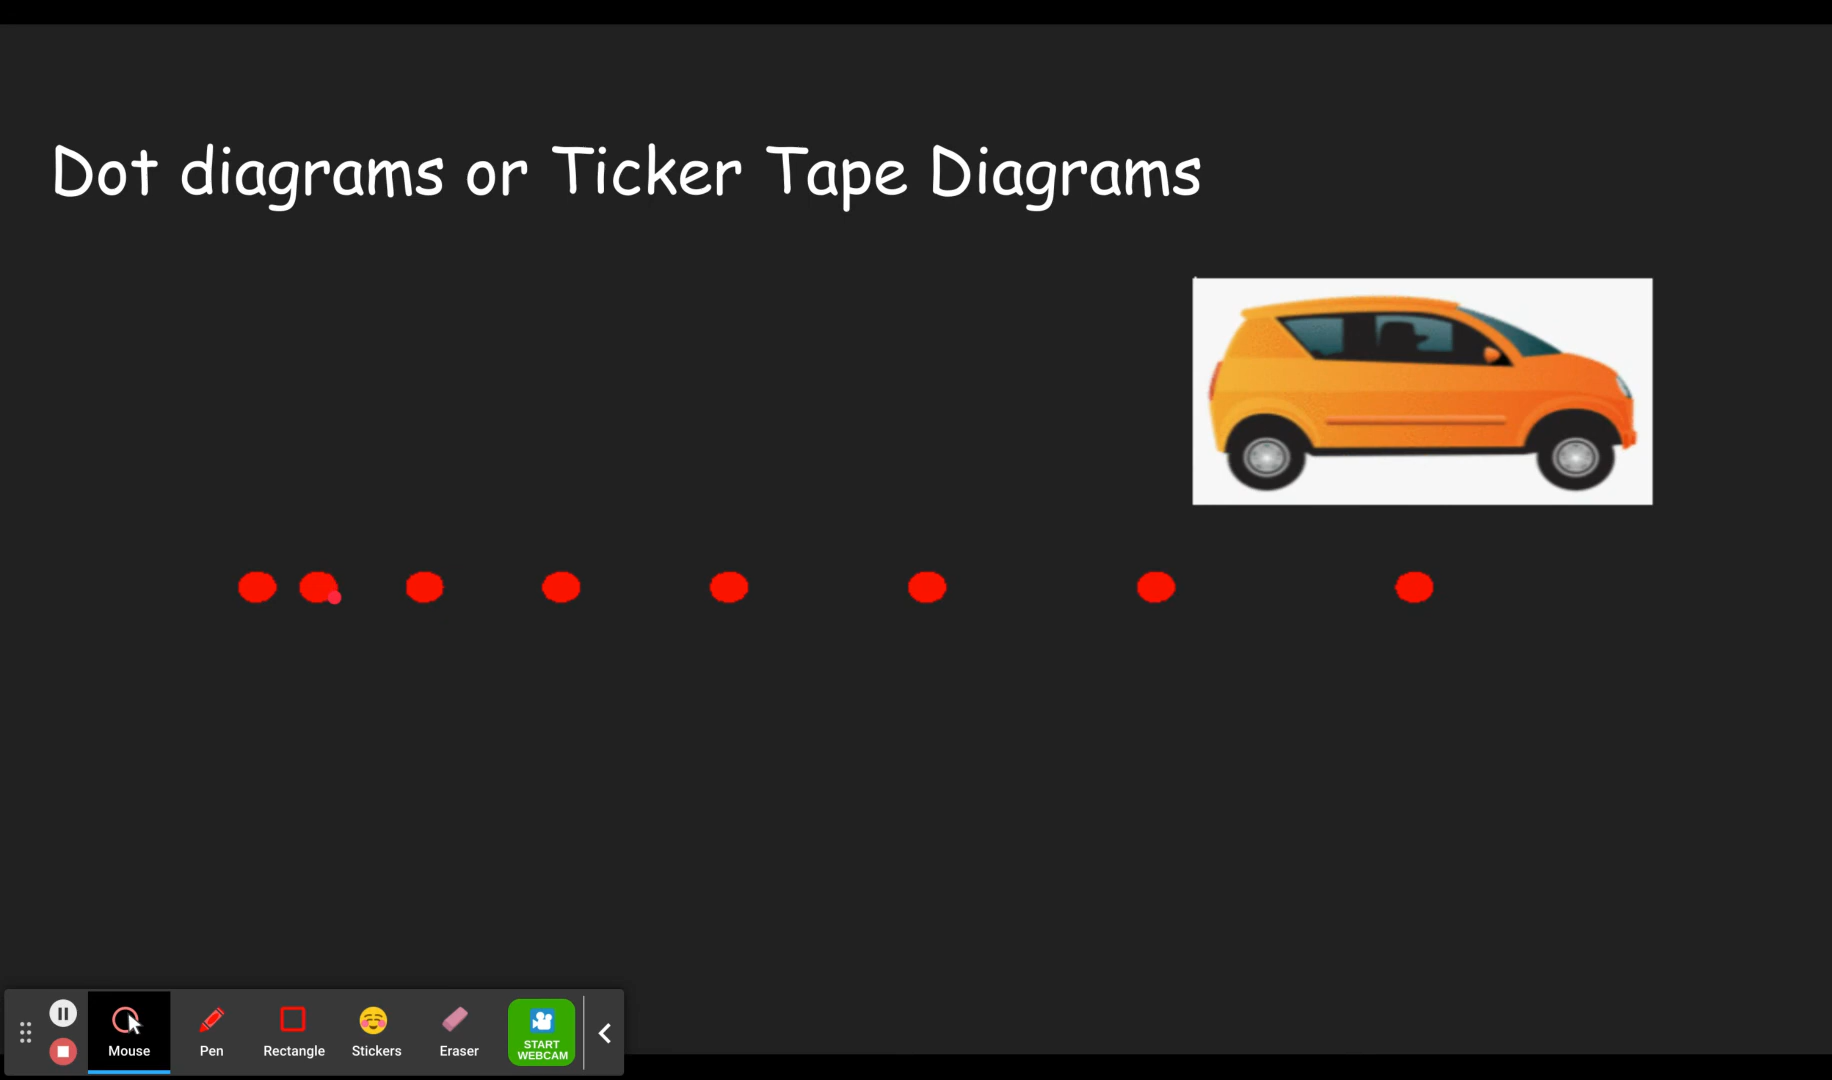 Dot diagrams or Ticker Tape Diagrams
Mouse
Pen
Rectangle
Stickers
Eraser
START
WEBCAM